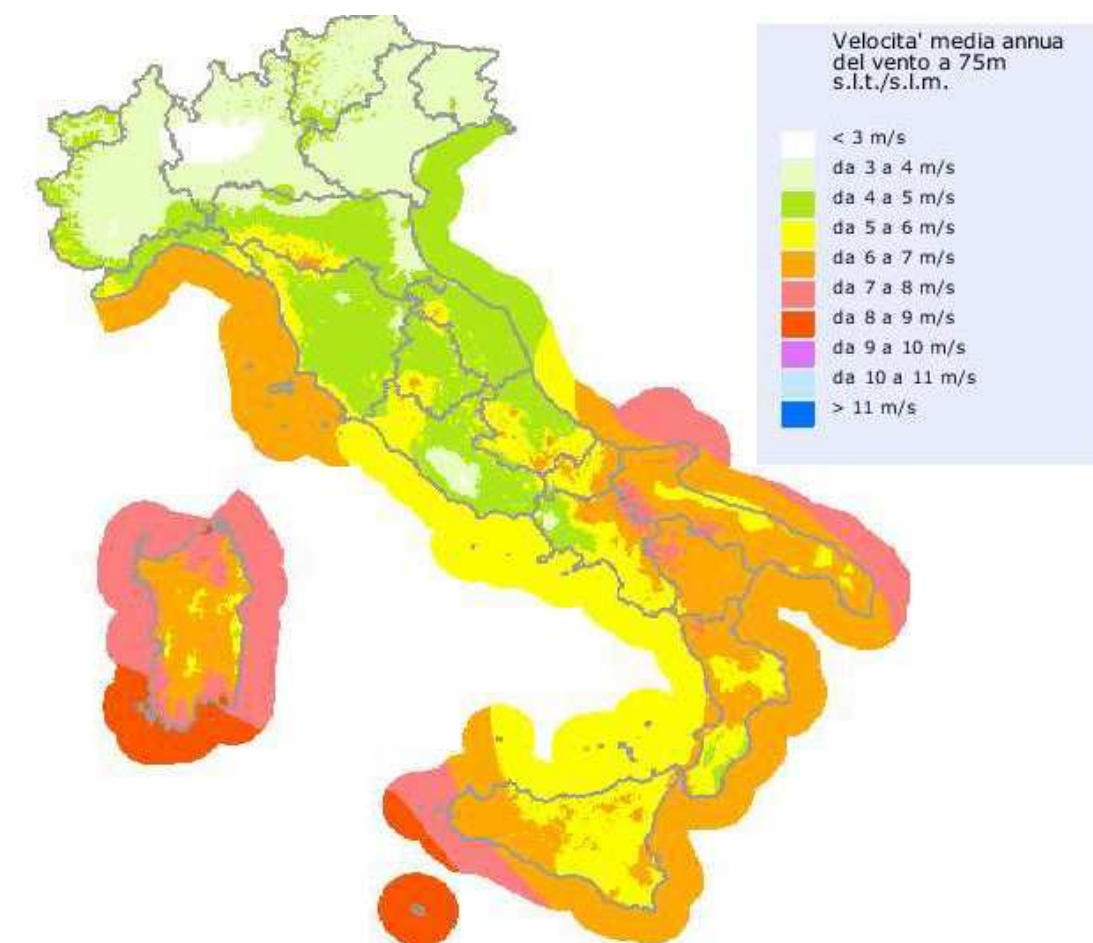 Velocita' media annua
del vento a 75m
s.l.t./s.l.m.
< 3 m/s
da 3 a 4 m/s
da 4 a 5 m/s
da 5 a 6 m/s
da 6 a 7 m/s
da 7 a 8 m/s
da 8 a 9 m/s
da 9 a 10 m/s
da 10 a 11 m/s
> 11 m/s